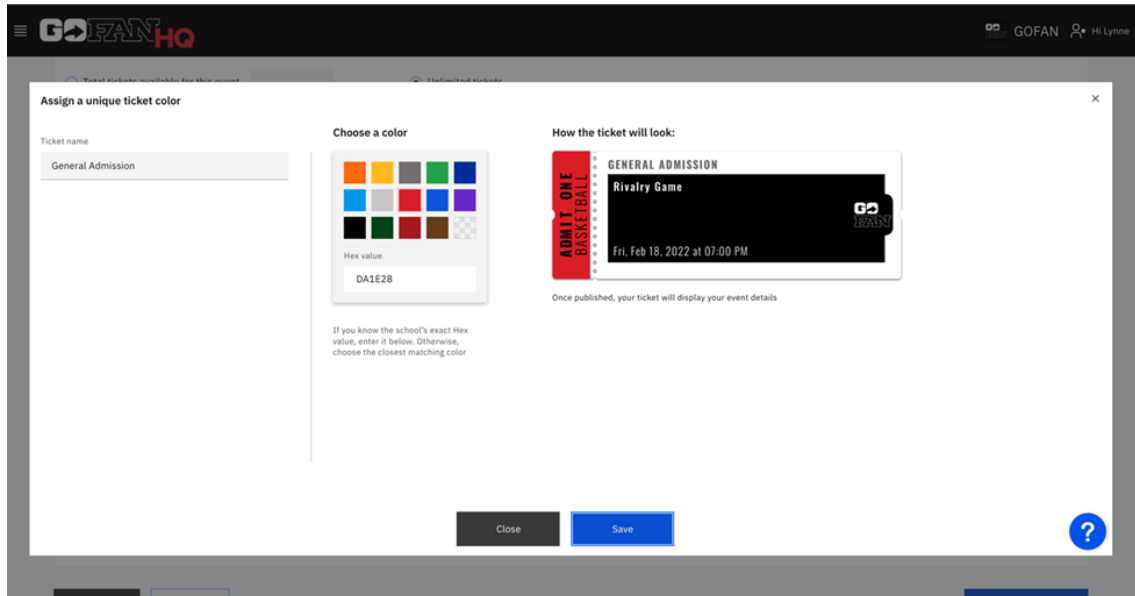 GOFAN HQ
GOFAN
Hi Lynne
Total tickets available for this event
Unlimited tickets
Assign a unique ticket color
Ticket name
General Admission
Choose a color
Hex value
DA1E28
If you know the school's exact Hex
value, enter it below. Otherwise,
choose the closest matching color
How the ticket will look:
ADMIT ONE
BASKETBALL
GENERAL ADMISSION
Rivalry Game
GOFAN
Fri, Feb 18, 2022 at 07:00 PM
Once published, your ticket will display your event details
Close
Save
?